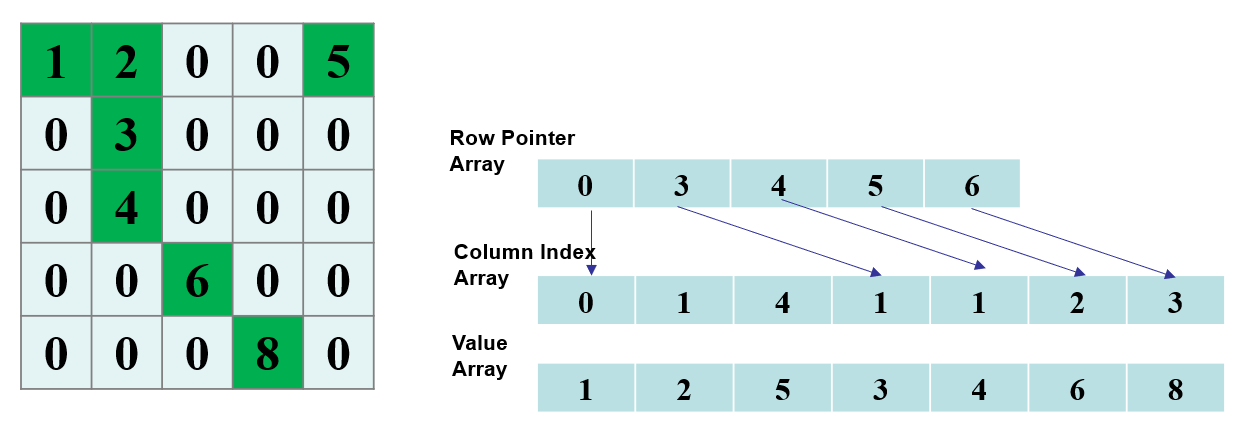 1 2 0 0 5
0 3 0 0 0
0 4 0 0 0
0 0 6 0 0
0 0 0 8 0
Row Pointer
Array
0 3 4 5 6
Column Index
Array
0 1 4 1 1 2 3
Value
Array
1 2 5 3 4 6 8